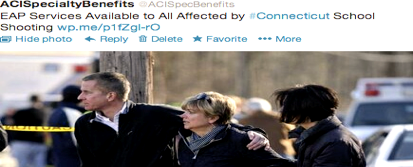 ACISpecialtyBenefits @ACISpecBenefits
EAP Services Available to All Affected by #Connecticut School
Shooting wp.me/p1fZgI-rO
Hide photo Reply Delete Favorite More